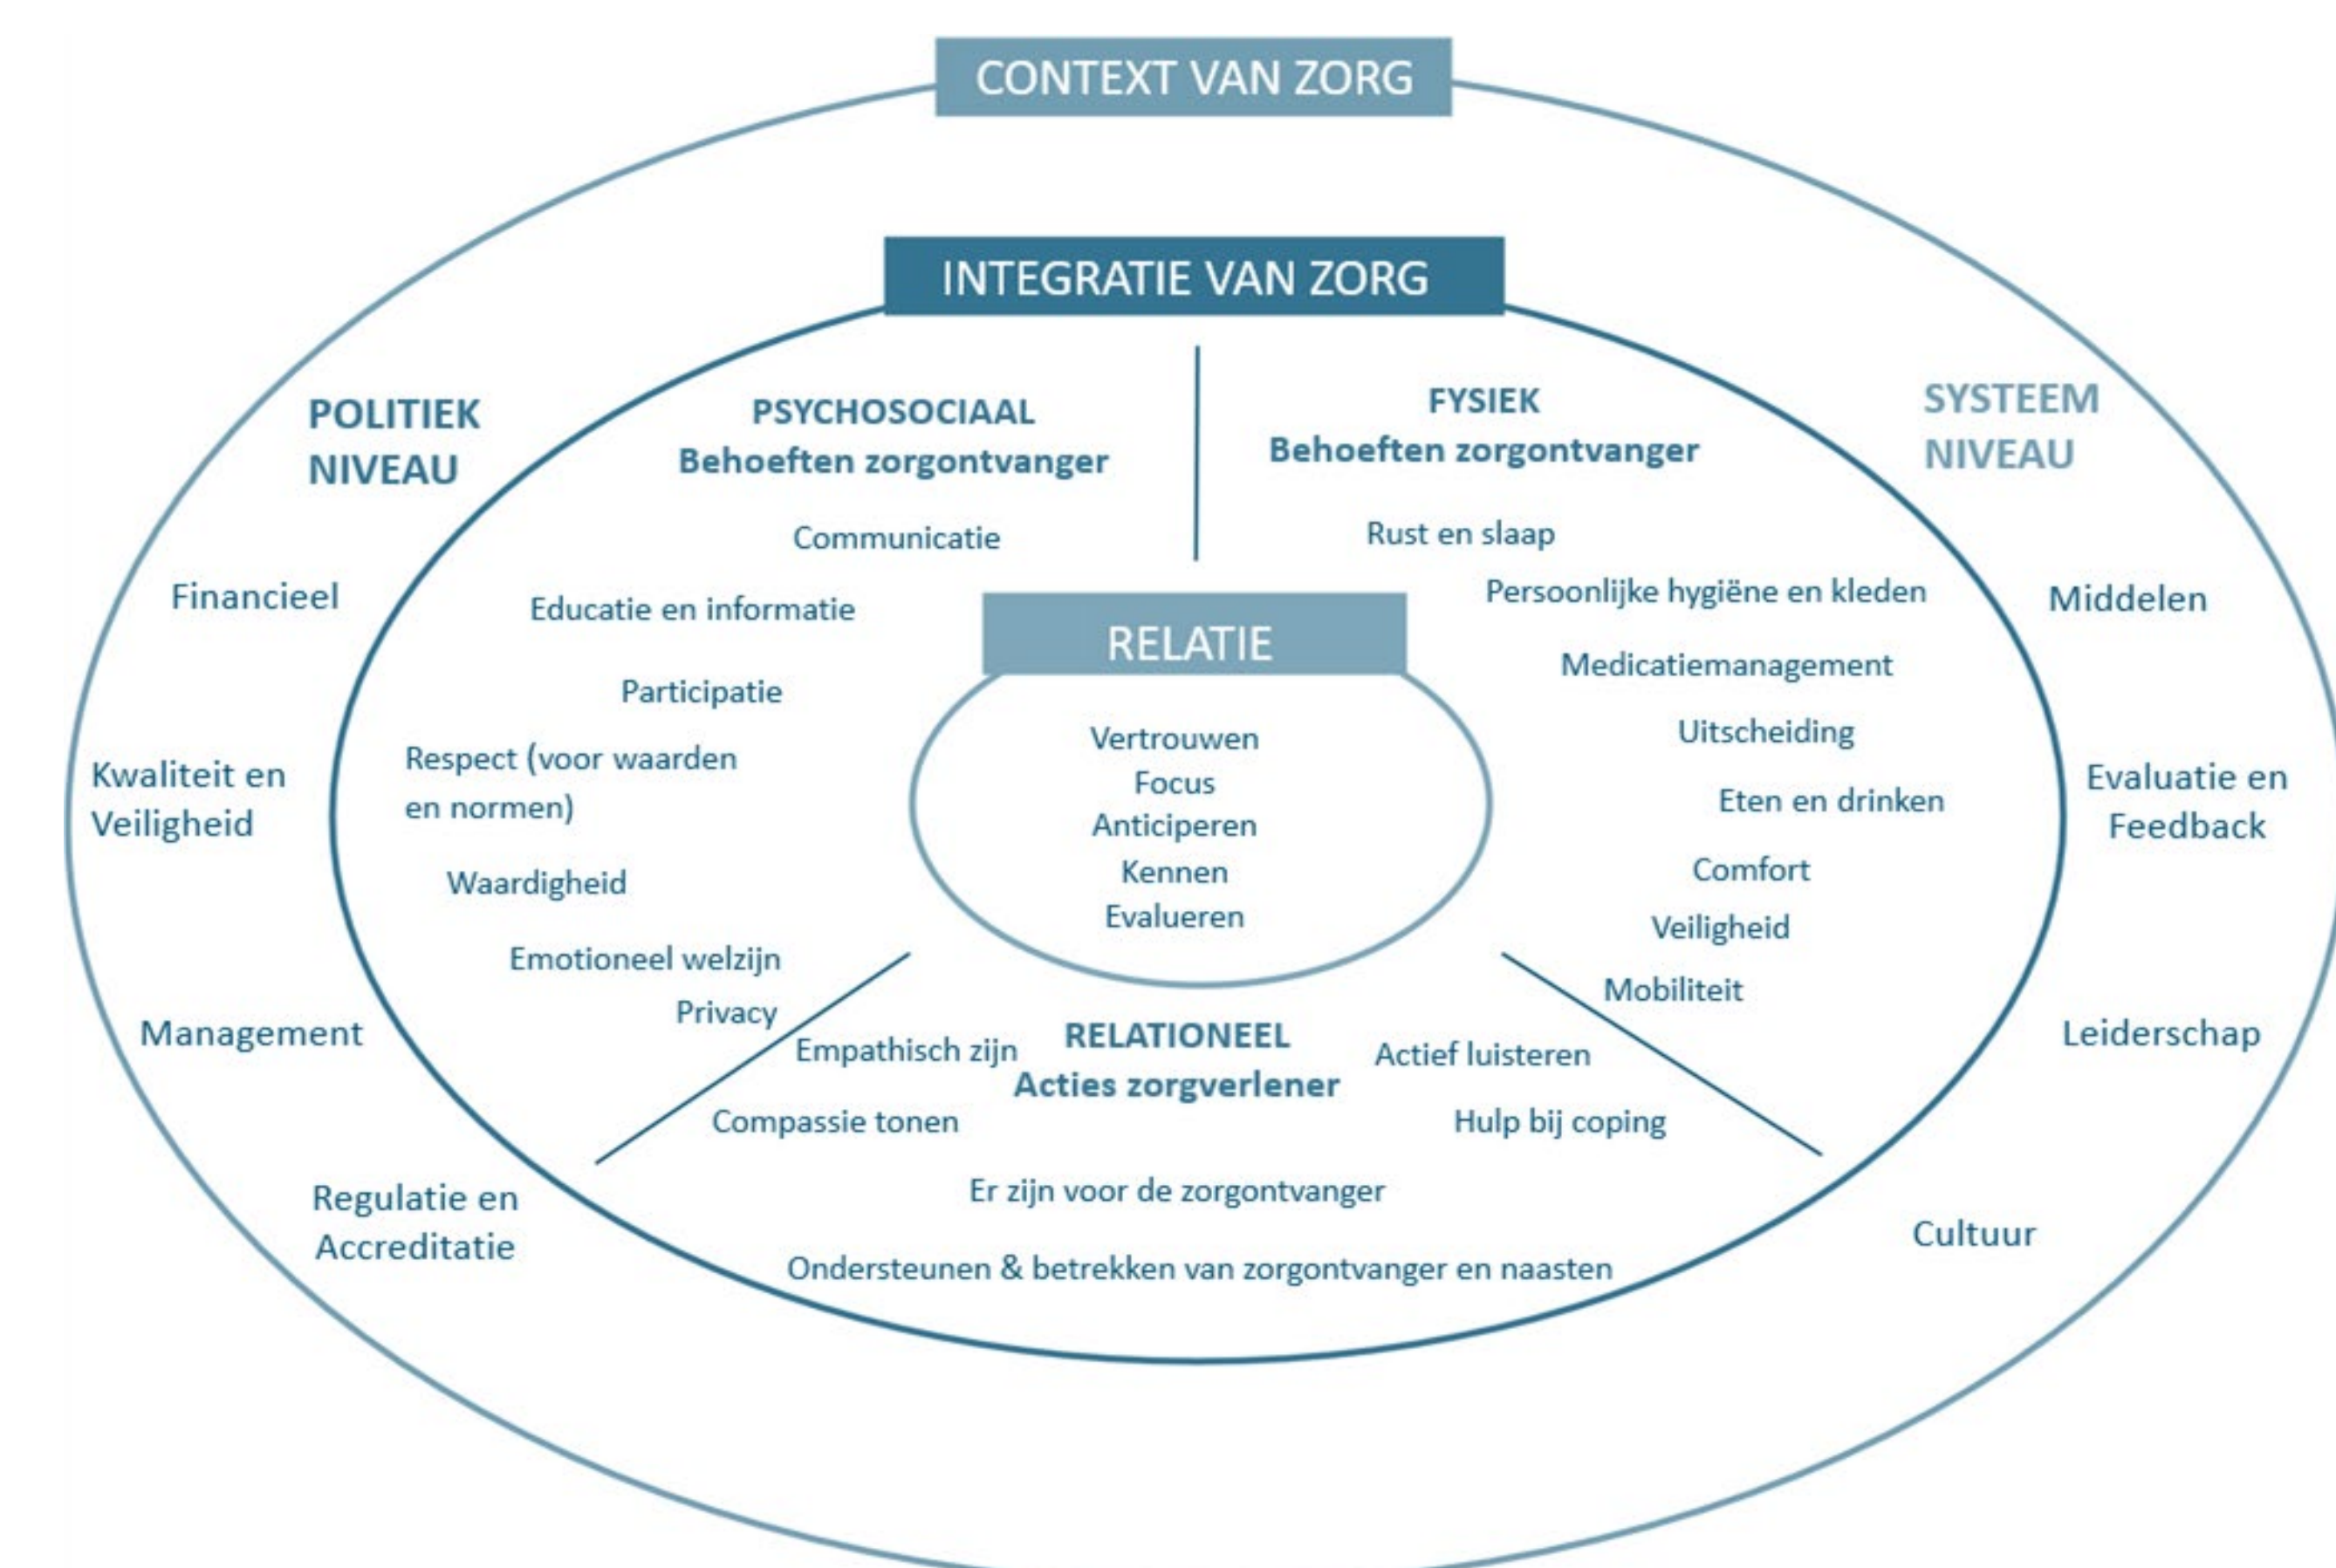 CONTEXT VAN ZORG
INTEGRATIE VAN ZORG
POLITIEK
NIVEAU
Financieel
Kwaliteit en
Veiligheid
Management
Regulatie en
Accreditatie
PSYCHOSOCIAAL
Behoeften zorgontvanger
Communicatie
Educatie en informatie
Participatie
Respect (voor waarden
en normen)
Waardigheid
Emotioneel welzijn
Privacy
RELATIE
Vertrouwen
Focus
Anticiperen
Kennen
Evalueren
FYSIEK
Behoeften zorgontvanger
Rust en slaap
Persoonlijke hygiëne en kleden
Medicatiemanagement
Uitscheiding
Eten en drinken
Comfort
Veiligheid
Mobiliteit
RELATIONEEL
Acties zorgverlener
Empathisch zijn
Actief luisteren
Compassie tonen
Hulp bij coping
Er zijn voor de zorgontvanger
Ondersteunen & betrekken van zorgontvanger en naasten
SYSTEEM
NIVEAU
Middelen
Evaluatie en
Feedback
Leiderschap
Cultuur